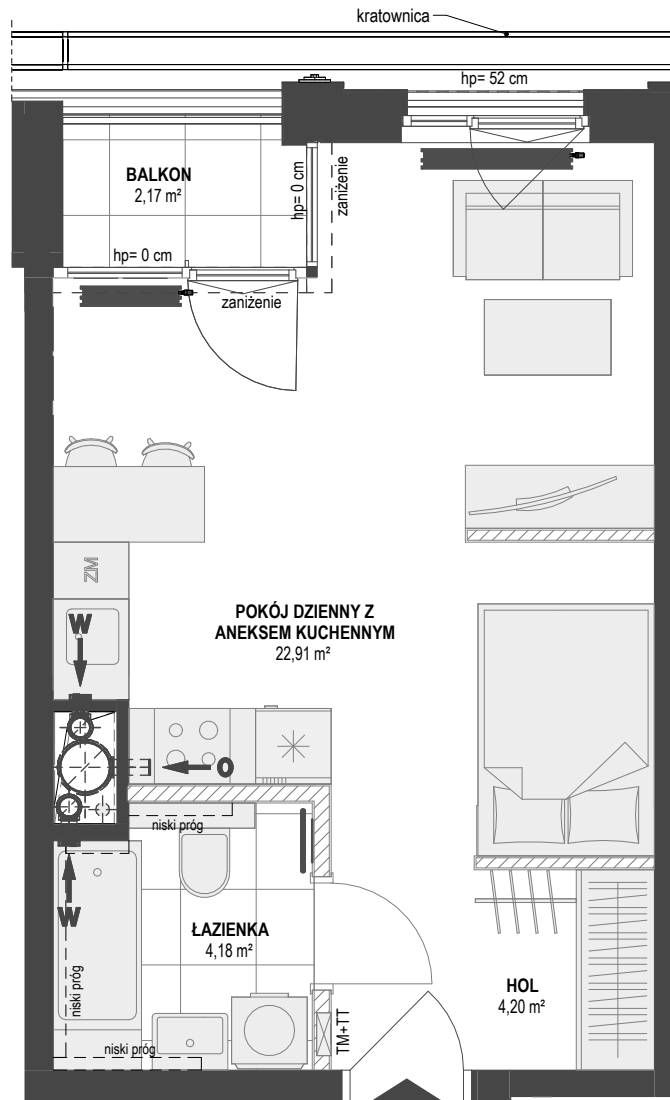 kratownica
hp= 52 cm
BALKON
2,17 m²
hp= 0 cm
zaniżenie
hp= 0 cm
zaniżenie
ZM
W
POKÓJ DZIENNY Z
ANEKSEM KUCHENNYM
22,91 m²
O
niski próg
W
ŁAZIENKA
4,18 m²
niski próg
HOL
4,20 m²
TM+TT
niski próg